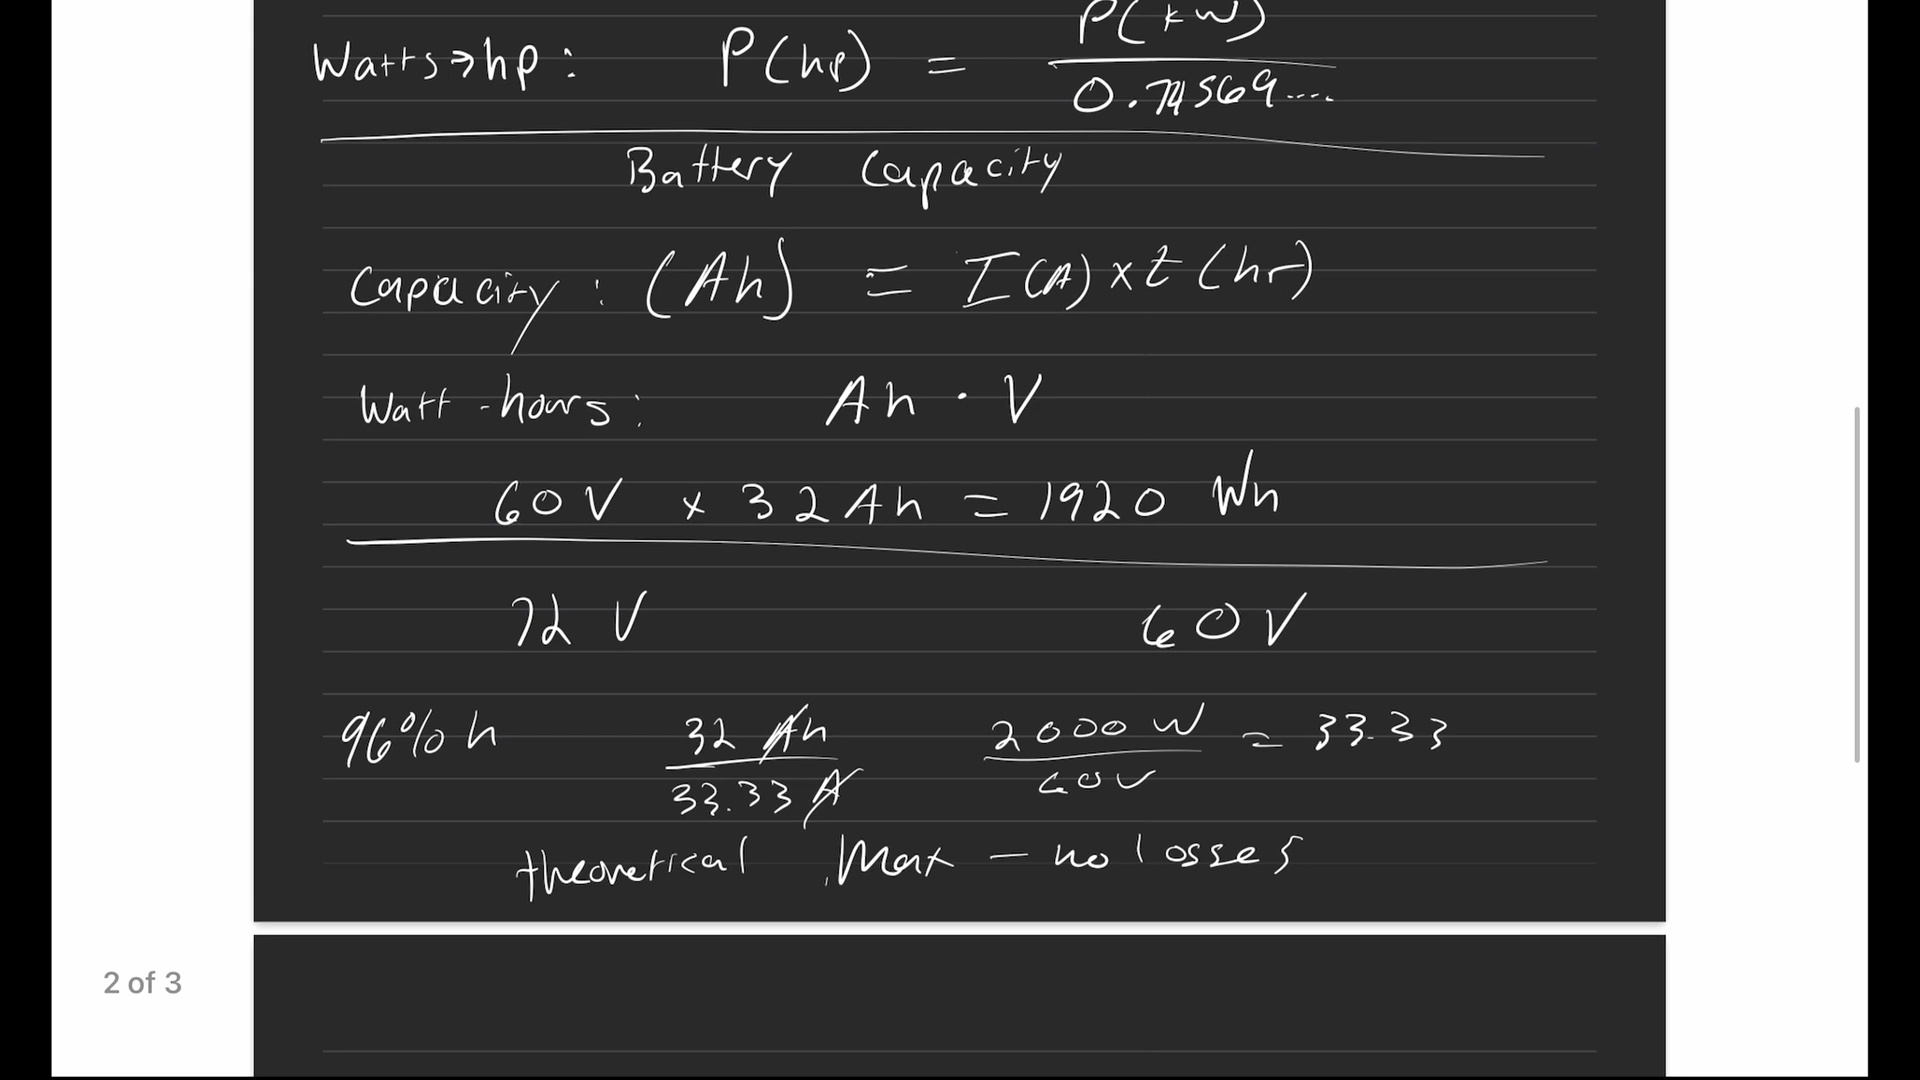 P(kW)
Watts→hp: P(hp) = 
0.74569....
Battery Capacity
Capacity: (Ah) = I(A)xt(hr)
Watt-hours: Ah · V
60V x 32Ah = 1920 Wh
72 V 60V
96% h 32 Ah 2000 W = 33.33
33.33 A 60V
theoretical Max - no losses
2 of 3